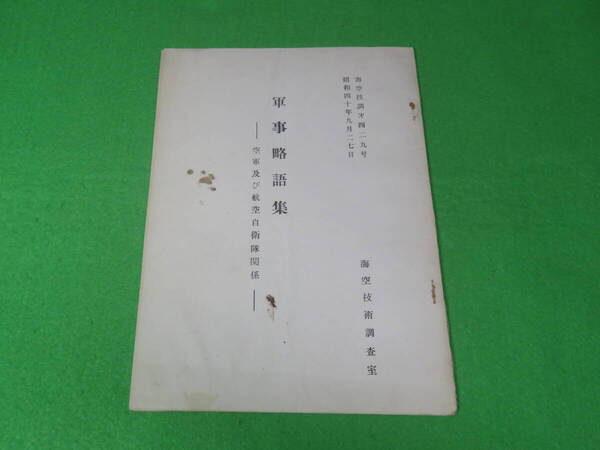 海空技調才四二九号
昭和四十年九月二七日
海空技術調査室
軍事略語集
――空軍及び航空自衛隊関係――